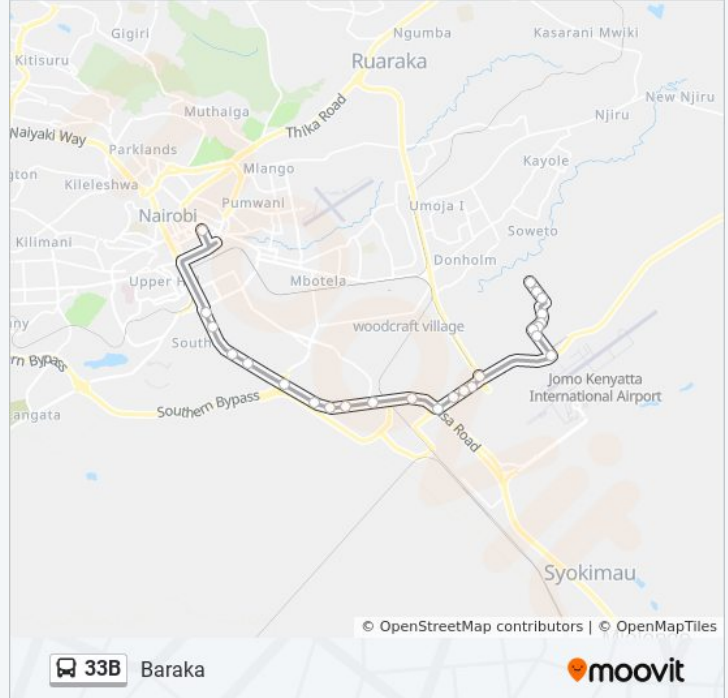 Gigiri
Ngumba
Kasarani Mwiki
Kitisuru
Ruaraka
Muthaiga
New Njiru
Njiru
Naiyaki Way
Thika Road
Parklands
Mlango
Kayole
gton
Kileleshwa
Pumwani
Umoja I
Nairobi
Soweto
Kilimani
Donholm
Upper H
Mbotela
ny
woodcraft village
South
rn Bypass
Jomo Kenyatta
International Airport
angata
Southern Bypass
sa Road
Syokimau
© OpenStreetMap contributors | © OpenMapTiles
33B Baraka
moovit